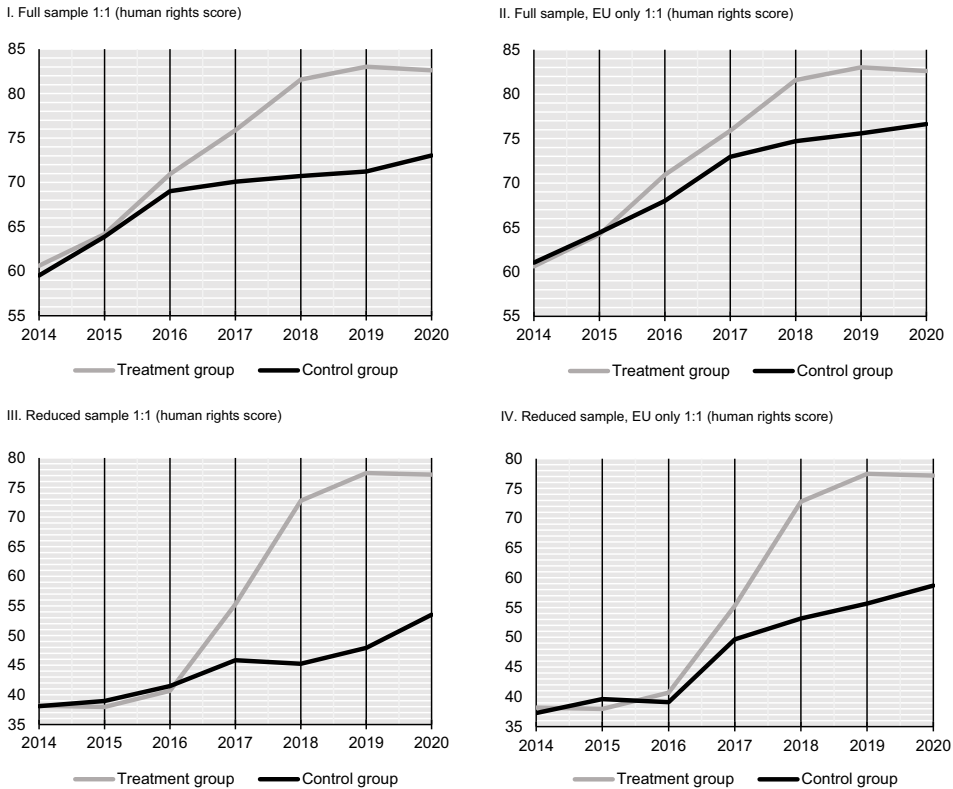 I. Full sample 1:1 (human rights score)
85
80
75
70
65
60
55
2014 2015 2016 2017 2018 2019 2020
Treatment group Control group
II. Full sample, EU only 1:1 (human rights score)
85
80
75
70
65
60
55
2014 2015 2016 2017 2018 2019 2020
Treatment group Control group
III. Reduced sample 1:1 (human rights score)
80
75
70
65
60
55
50
45
40
35
2014 2015 2016 2017 2018 2019 2020
Treatment group Control group
IV. Reduced sample, EU only 1:1 (human rights score)
80
75
70
65
60
55
50
45
40
35
2014 2015 2016 2017 2018 2019 2020
Treatment group Control group